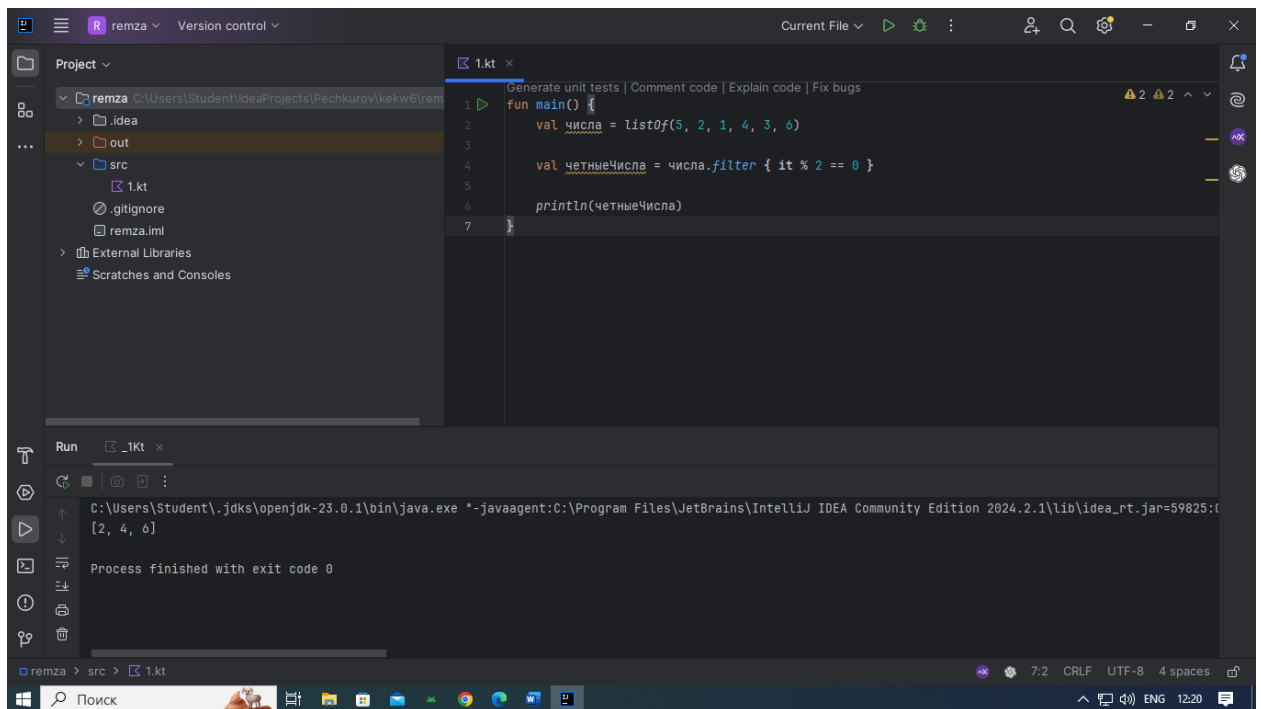 R remza Version control Current File
Project
1.kt
remza C:\Users\Student\IdeaProjects\Pechkurov\kekw6\rem
.idea
out
src
1.kt
.gitignore
remza.iml
External Libraries
Scratches and Consoles
Generate unit tests | Comment code | Explain code | Fix bugs
2 2
1 fun main() {
2 val числа = listOf(5, 2, 1, 4, 3, 6)
3
4 val четныеЧисла = числа.filter { it % 2 == 0 }
5
6 println(четныеЧисла)
7 }
Run _1Kt
C:\Users\Student\.jdks\openjdk-23.0.1\bin\java.exe "-javaagent:C:\Program Files\JetBrains\IntelliJ IDEA Community Edition 2024.2.1\lib\idea_rt.jar=59825:
[2, 4, 6]
Process finished with exit code 0
remza > src > 1.kt 7:2 CRLF UTF-8 4 spaces
Поиск ENG 12:20